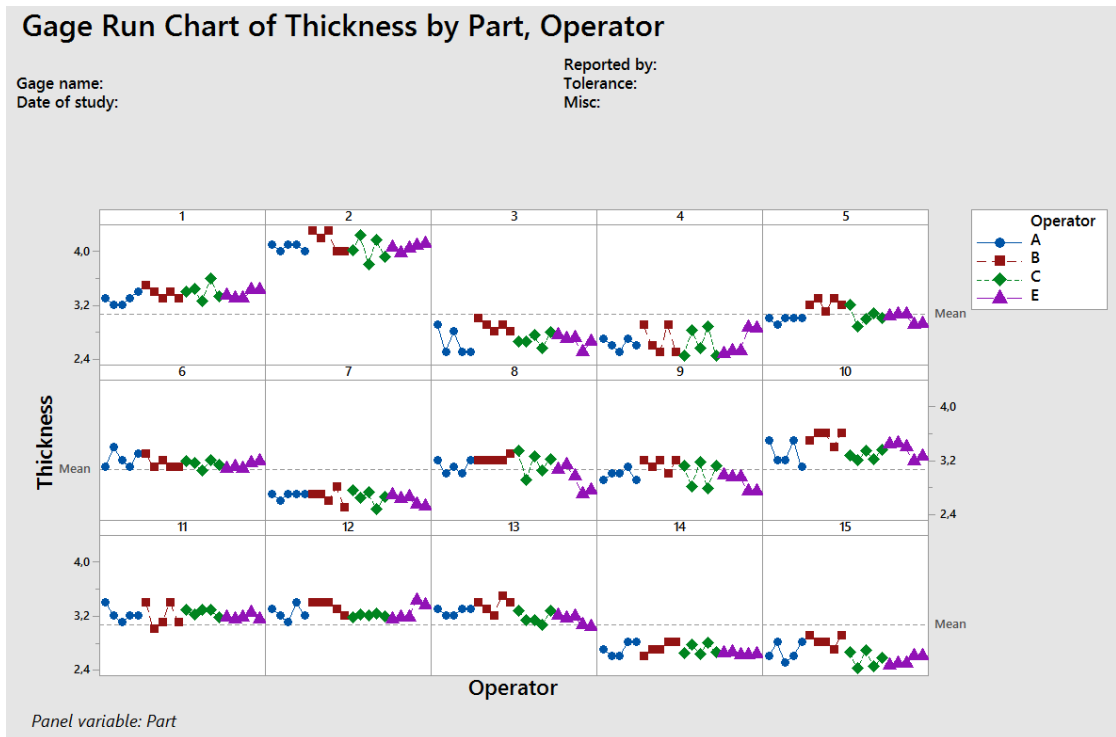 Gage Run Chart of Thickness by Part, Operator
Reported by:
Gage name:
Tolerance:
Date of study:
Misc:
1 2 3 4 5
Operator
A
B
C
E
4,0
3,2
2,4
Mean
6 7 8 9 10
4,0
3,2
2,4
Mean
Thickness
11 12 13 14 15
4,0
3,2
2,4
Mean
Operator
Panel variable: Part